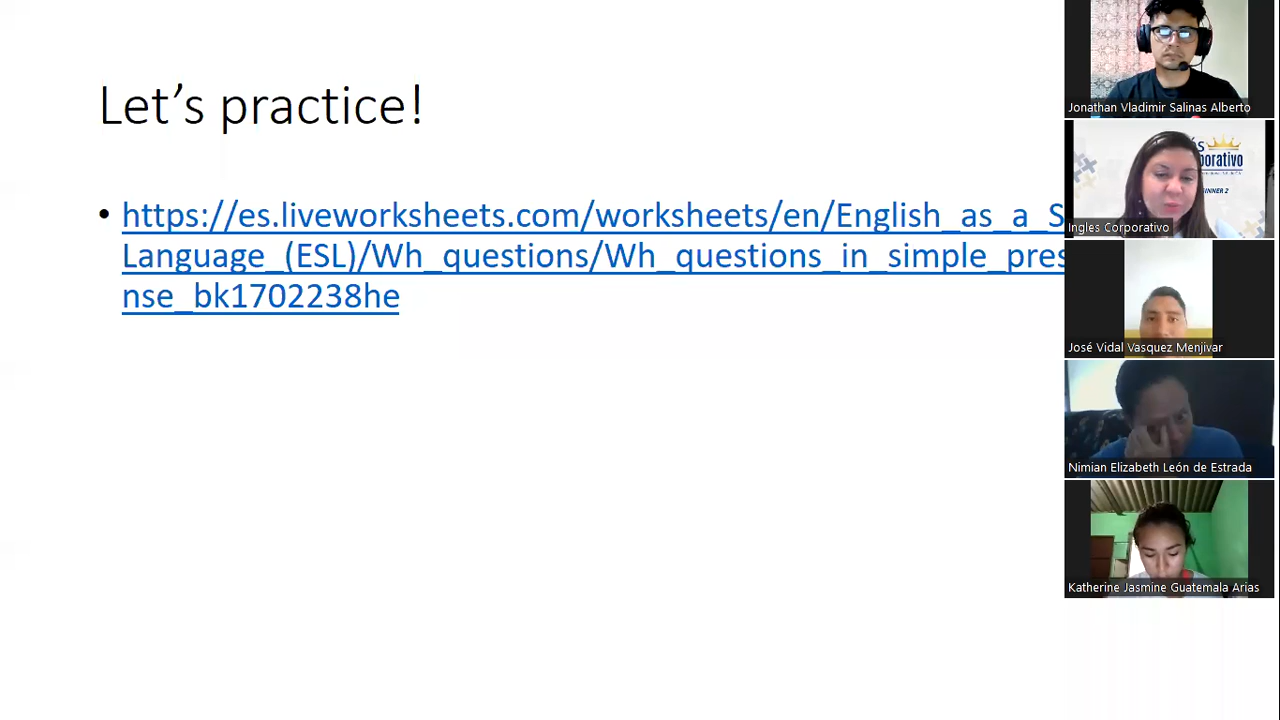 Let's practice!
• https://es.liveworksheets.com/worksheets/en/English_as_a_S
Language_(ESL)/Wh_questions/Wh_questions_in_simple_pres
nse_bk1702238he
Jonathan Vladimir Salinas Alberto
Ingles Corporativo
José Vidal Vasquez Menjivar
Nimian Elizabeth León de Estrada
Katherine Jasmine Guatemala Arias